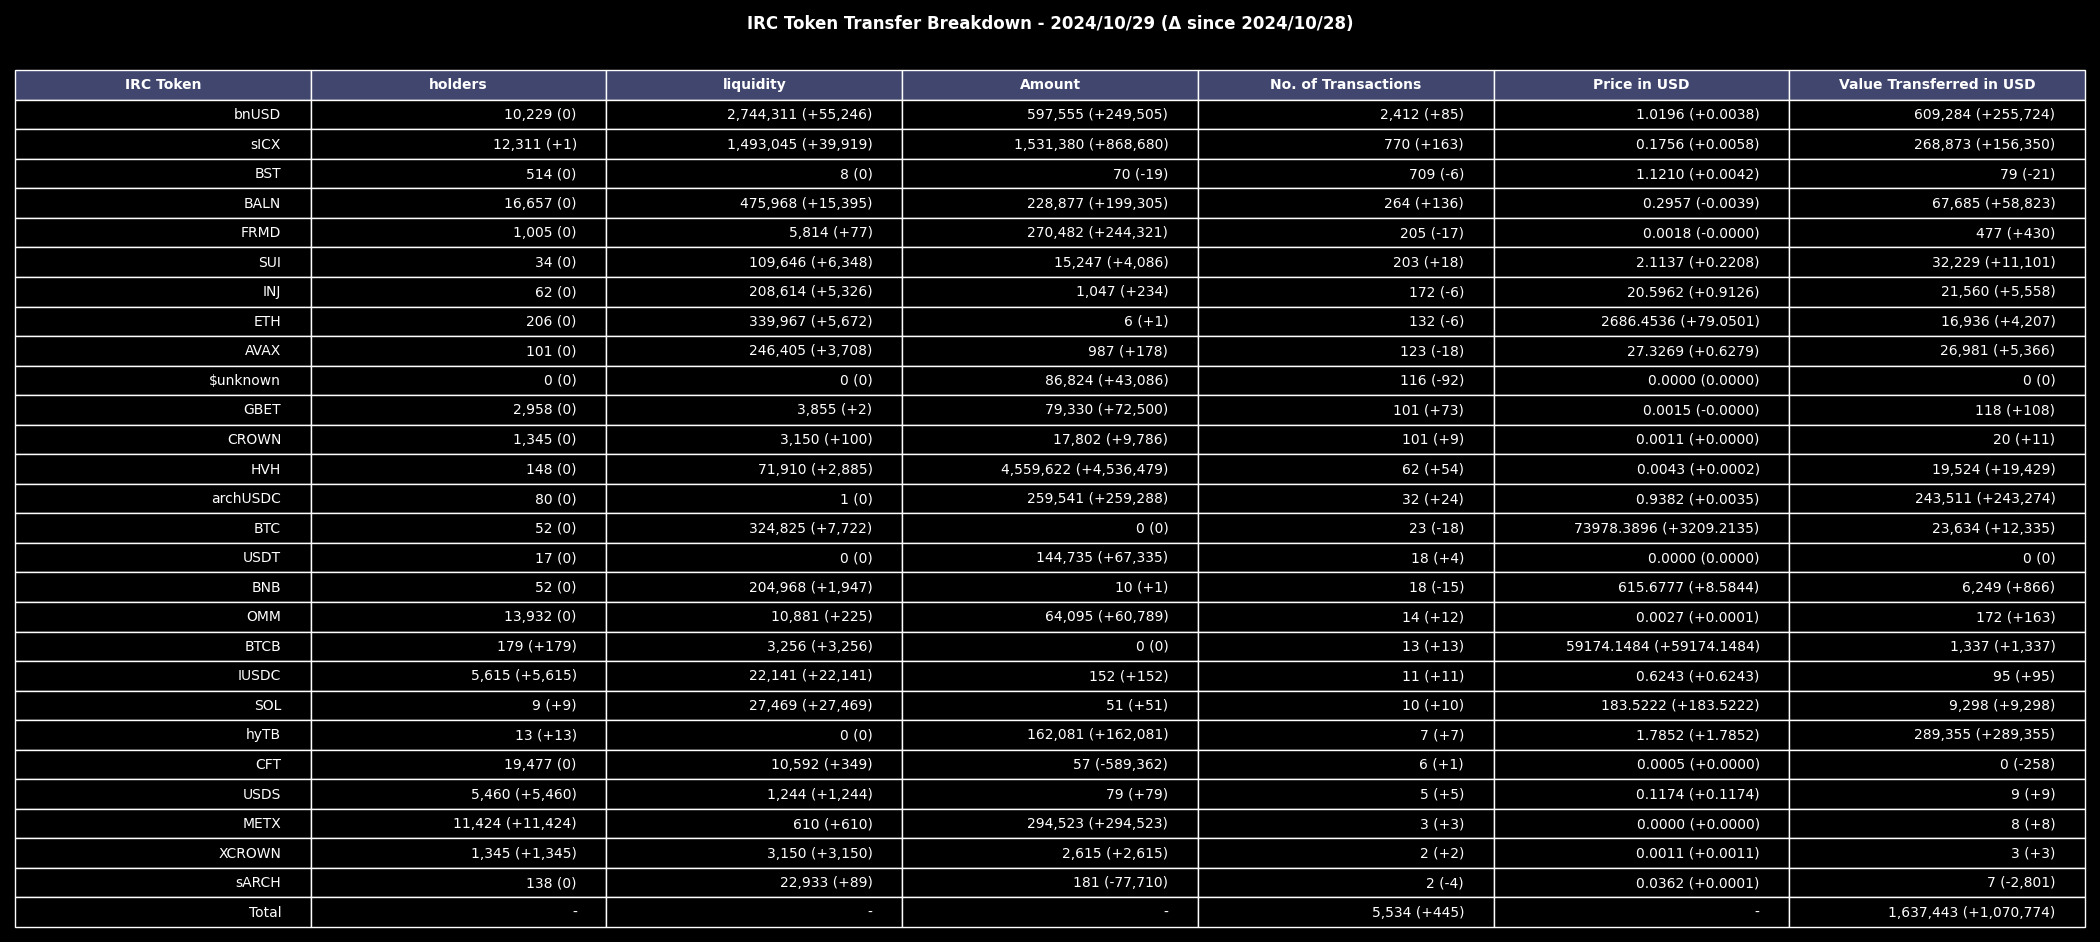 IRC Token Transfer Breakdown - 2024/10/29 (Δ since 2024/10/28)
IRC Token holders liquidity Amount No. of Transactions Price in USD Value Transferred in USD
bnUSD 10,229 (0) 2,744,311 (+55,246) 597,555 (+249,505) 2,412 (+85) 1.0196 (+0.0038) 609,284 (+255,724)
sICX 12,311 (+1) 1,493,045 (+39,919) 1,531,380 (+868,680) 770 (+163) 0.1756 (+0.0058) 268,873 (+156,350)
BST 514 (0) 8 (0) 70 (-19) 709 (-6) 1.1210 (+0.0042) 79 (-21)
BALN 16,657 (0) 475,968 (+15,395) 228,877 (+199,305) 264 (+136) 0.2957 (-0.0039) 67,685 (+58,823)
FRMD 1,005 (0) 5,814 (+77) 270,482 (+244,321) 205 (-17) 0.0018 (-0.0000) 477 (+430)
SUI 34 (0) 109,646 (+6,348) 15,247 (+4,086) 203 (+18) 2.1137 (+0.2208) 32,229 (+11,101)
INJ 62 (0) 208,614 (+5,326) 1,047 (+234) 172 (-6) 20.5962 (+0.9126) 21,560 (+5,558)
ETH 206 (0) 339,967 (+5,672) 6 (+1) 132 (-6) 2686.4536 (+79.0501) 16,936 (+4,207)
AVAX 101 (0) 246,405 (+3,708) 987 (+178) 123 (-18) 27.3269 (+0.6279) 26,981 (+5,366)
$unknown 0 (0) 0 (0) 86,824 (+43,086) 116 (-92) 0.0000 (0.0000) 0 (0)
GBET 2,958 (0) 3,855 (+2) 79,330 (+72,500) 101 (+73) 0.0015 (-0.0000) 118 (+108)
CROWN 1,345 (0) 3,150 (+100) 17,802 (+9,786) 101 (+9) 0.0011 (+0.0000) 20 (+11)
HVH 148 (0) 71,910 (+2,885) 4,559,622 (+4,536,479) 62 (+54) 0.0043 (+0.0002) 19,524 (+19,429)
archUSDC 80 (0) 1 (0) 259,541 (+259,288) 32 (+24) 0.9382 (+0.0035) 243,511 (+243,274)
BTC 52 (0) 324,825 (+7,722) 0 (0) 23 (-18) 73978.3896 (+3209.2135) 23,634 (+12,335)
USDT 17 (0) 0 (0) 144,735 (+67,335) 18 (+4) 0.0000 (0.0000) 0 (0)
BNB 52 (0) 204,968 (+1,947) 10 (+1) 18 (-15) 615.6777 (+8.5844) 6,249 (+866)
OMM 13,932 (0) 10,881 (+225) 64,095 (+60,789) 14 (+12) 0.0027 (+0.0001) 172 (+163)
BTCB 179 (+179) 3,256 (+3,256) 0 (0) 13 (+13) 59174.1484 (+59174.1484) 1,337 (+1,337)
IUSDC 5,615 (+5,615) 22,141 (+22,141) 152 (+152) 11 (+11) 0.6243 (+0.6243) 95 (+95)
SOL 9 (+9) 27,469 (+27,469) 51 (+51) 10 (+10) 183.5222 (+183.5222) 9,298 (+9,298)
hyTB 13 (+13) 0 (0) 162,081 (+162,081) 7 (+7) 1.7852 (+1.7852) 289,355 (+289,355)
CFT 19,477 (0) 10,592 (+349) 57 (-589,362) 6 (+1) 0.0005 (+0.0000) 0 (-258)
USDS 5,460 (+5,460) 1,244 (+1,244) 79 (+79) 5 (+5) 0.1174 (+0.1174) 9 (+9)
METX 11,424 (+11,424) 610 (+610) 294,523 (+294,523) 3 (+3) 0.0000 (+0.0000) 8 (+8)
XCROWN 1,345 (+1,345) 3,150 (+3,150) 2,615 (+2,615) 2 (+2) 0.0011 (+0.0011) 3 (+3)
sARCH 138 (0) 22,933 (+89) 181 (-77,710) 2 (-4) 0.0362 (+0.0001) 7 (-2,801)
Total - - - 5,534 (+445) - 1,637,443 (+1,070,774)